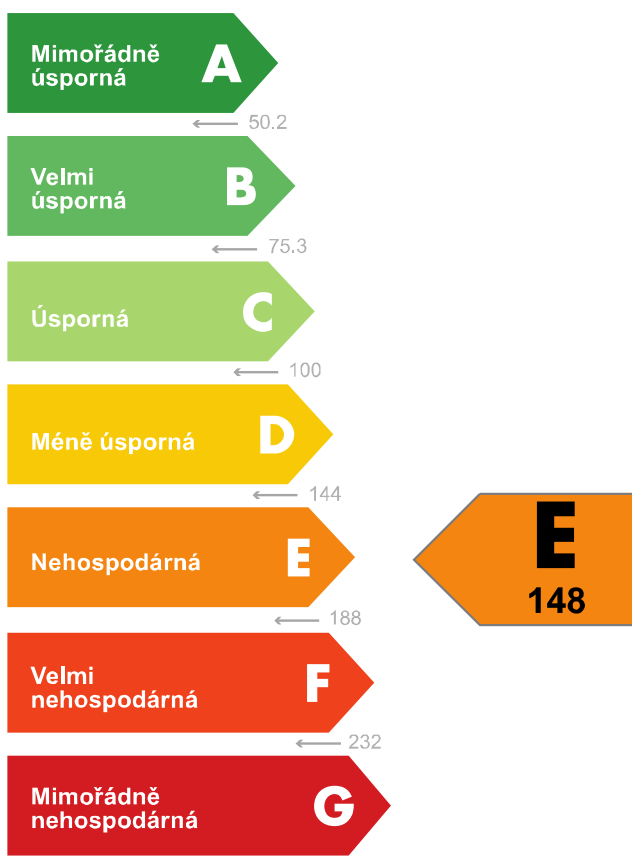 Mimořádně
úsporná
A
50.2
Velmi
úsporná
B
75.3
Úsporná
C
100
Méně úsporná
D
144
Nehospodárná
E
E
148
188
Velmi
nehospodárná
F
232
Mimořádně
nehospodárná
G